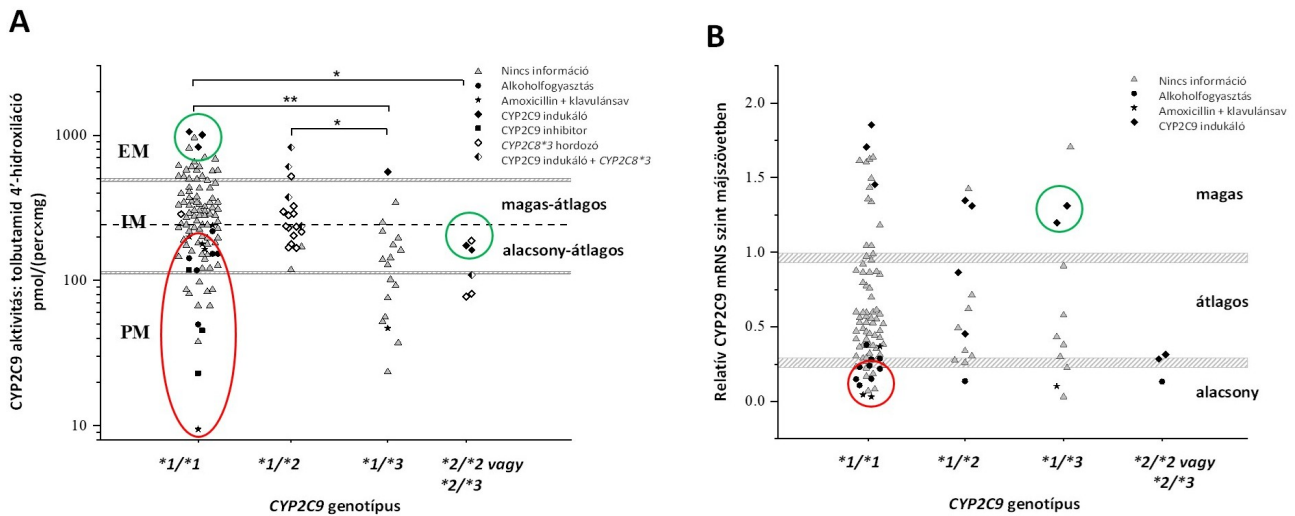 A
CYP2C9 aktivitás: tolbutamid 4’-hidroxiláció
pmol/(perc×mg)
1000
100
10
EM
IM
PM
*
**
*
Nincs információ
Alkoholfogyasztás
Amoxicillin + klavulánsav
CYP2C9 indukáló
CYP2C9 inhibitor
CYP2C8*3 hordozó
CYP2C9 indukáló + CYP2C8*3
magas-átlagos
alacsony-átlagos
*1/*1
*1/*2
*1/*3
*2/*2 vagy
*2/*3
CYP2C9 genotípus
B
Relatív CYP2C9 mRNS szint májszövetben
2.0
1.5
1.0
0.5
0.0
Nincs információ
Alkoholfogyasztás
Amoxicillin + klavulánsav
CYP2C9 indukáló
magas
átlagos
alacsony
*1/*1
*1/*2
*1/*3
*2/*2 vagy
*2/*3
CYP2C9 genotípus